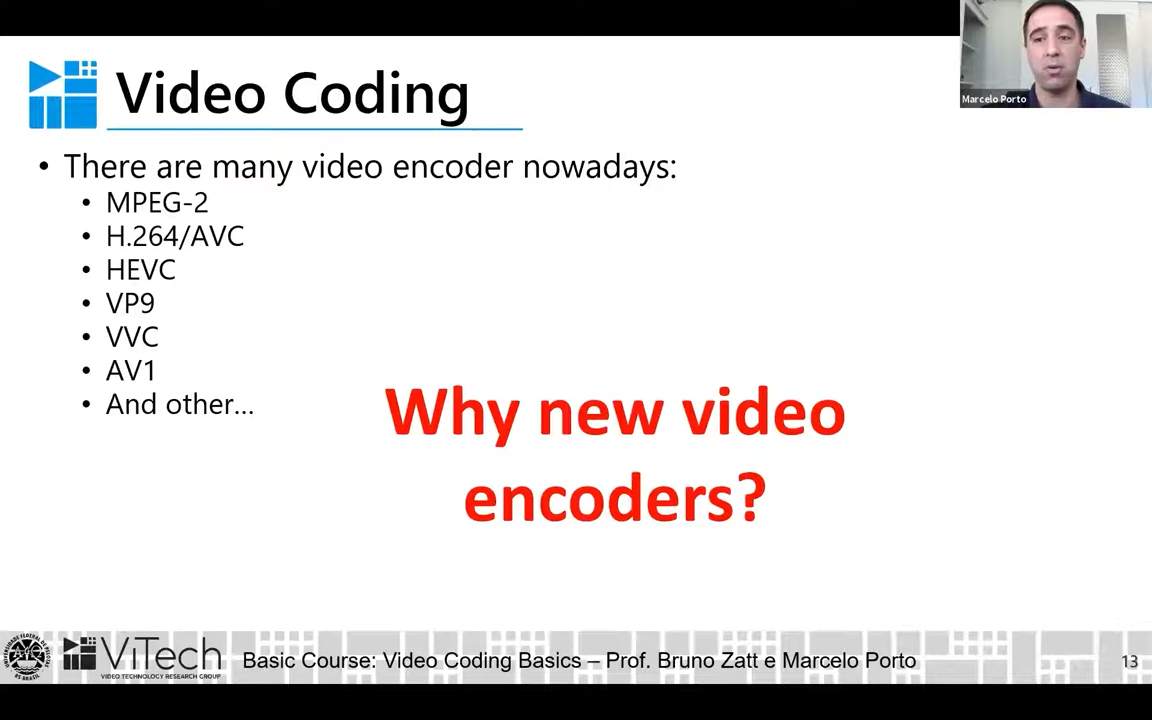 Marcelo Porto
Video Coding
• There are many video encoder nowadays:
• MPEG-2
• H.264/AVC
• HEVC
• VP9
• VVC
• AV1
• And other...
Why new video
encoders?
ViTech
VIDEO TECHNOLOGY RESEARCH GROUP
Basic Course: Video Coding Basics – Prof. Bruno Zatt e Marcelo Porto
13